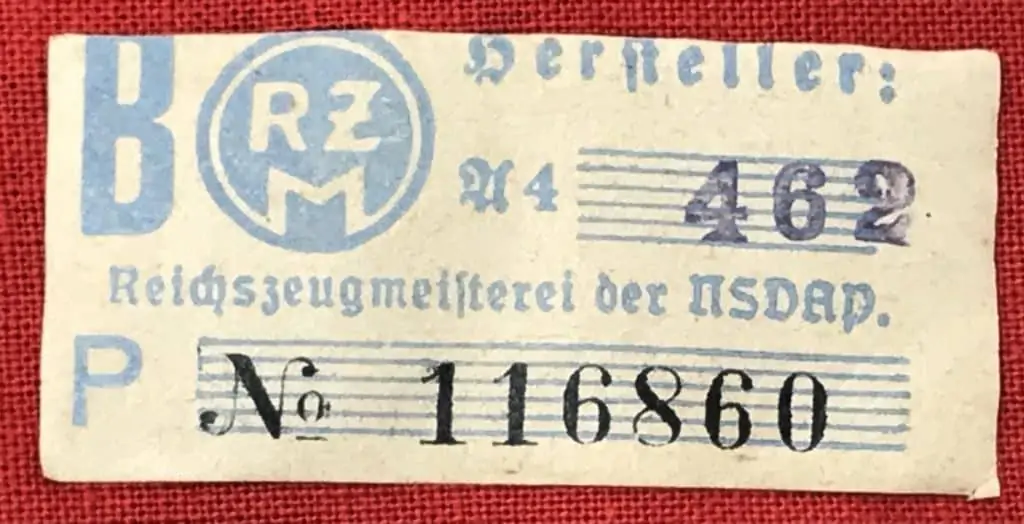 B RZM Hersteller:
A4 462
Reichszeugmeisterei der NSDAP.
P No 116860